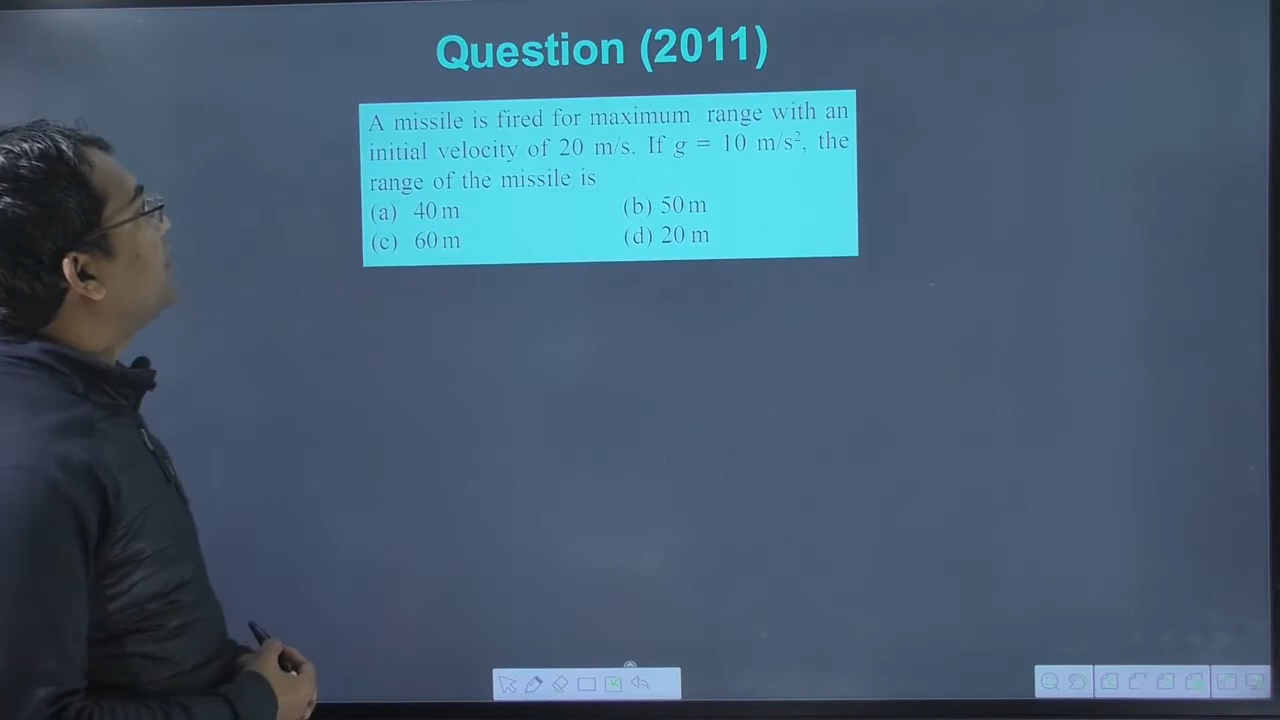 Question (2011)
A missile is fired for maximum range with an
initial velocity of 20 m/s. If g = 10 m/s², the
range of the missile is
(a) 40 m (b) 50 m
(c) 60 m (d) 20 m